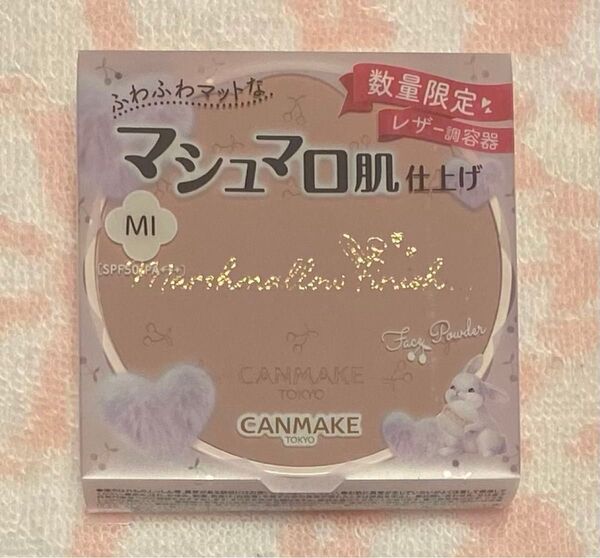 ふわふわマットな
数量限定
レザー調容器
マシュマロ肌仕上げ
MI
[SPF50/PA+++]
Marshmallow Finish
Face Powder
CANMAKE
TOKYO
CANMAKE
TOKYO